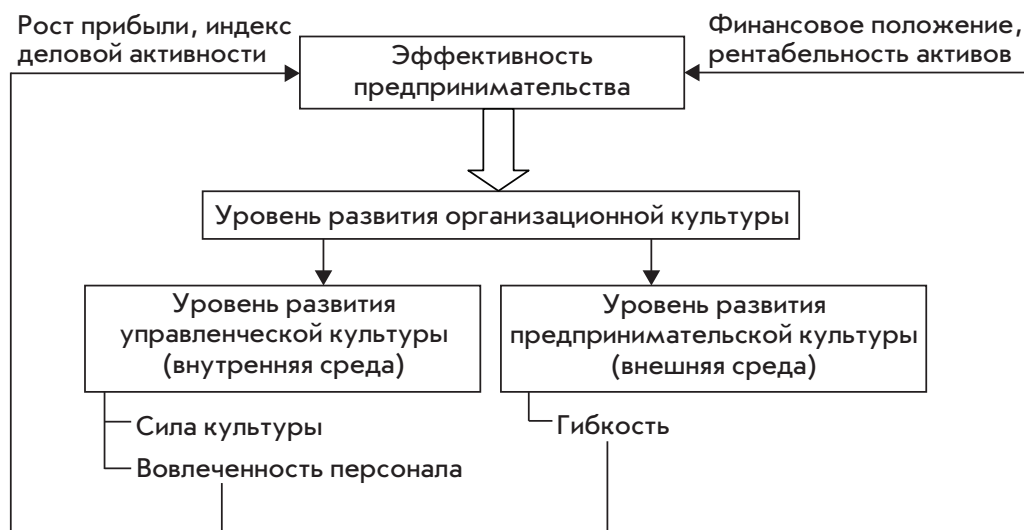 Рост прибыли, индекс
деловой активности
Финансовое положение,
рентабельность активов
Эффективность
предпринимательства
Уровень развития организационной культуры
Уровень развития
управленческой культуры
(внутренняя среда)
Уровень развития
предпринимательской культуры
(внешняя среда)
Сила культуры
Вовлеченность персонала
Гибкость